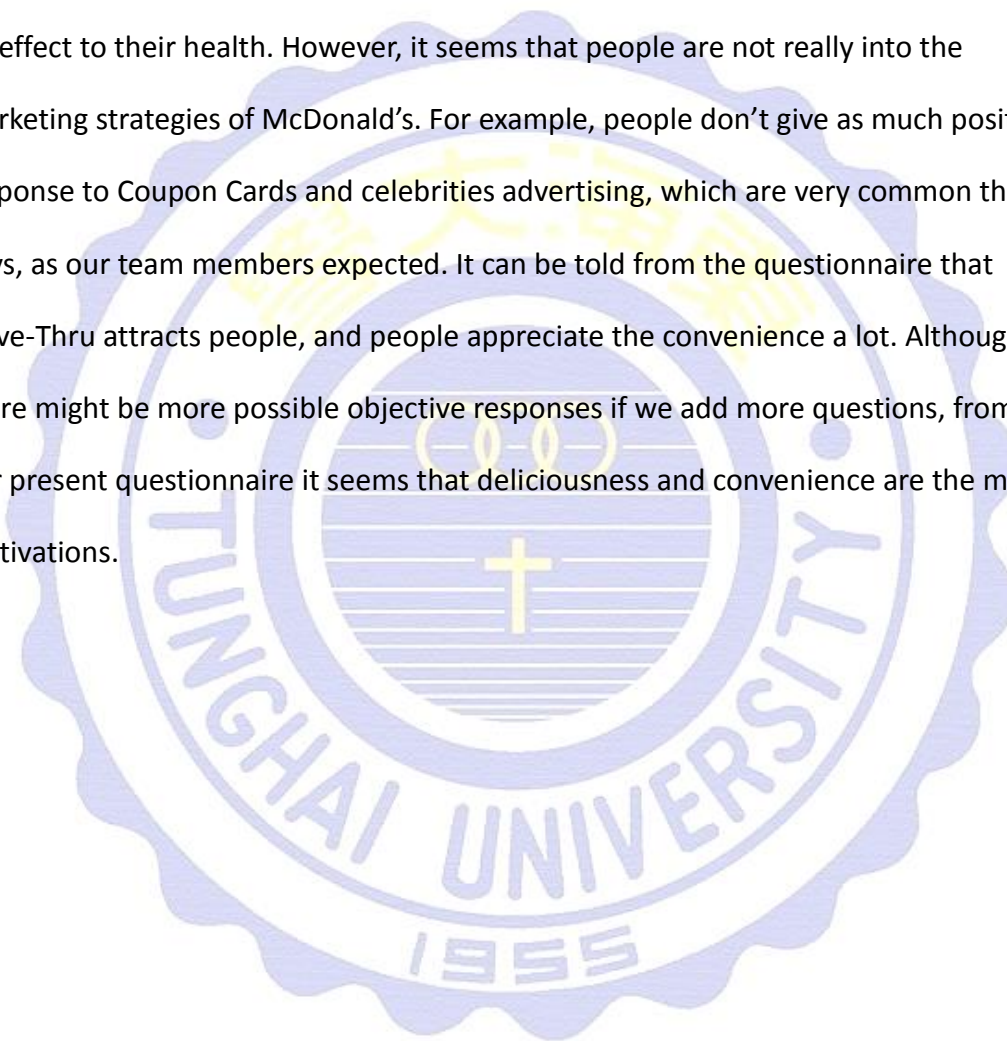 effect to their health. However, it seems that people are not really into the
rketing strategies of McDonald's. For example, people don't give as much posit
ponse to Coupon Cards and celebrities advertising, which are very common th
s, as our team members expected. It can be told from the questionnaire that
ve-Thru attracts people, and people appreciate the convenience a lot. Althoug
re might be more possible objective responses if we add more questions, from
present questionnaire it seems that deliciousness and convenience are the m
tivations.
TUNGHAI UNIVERSITY
1955